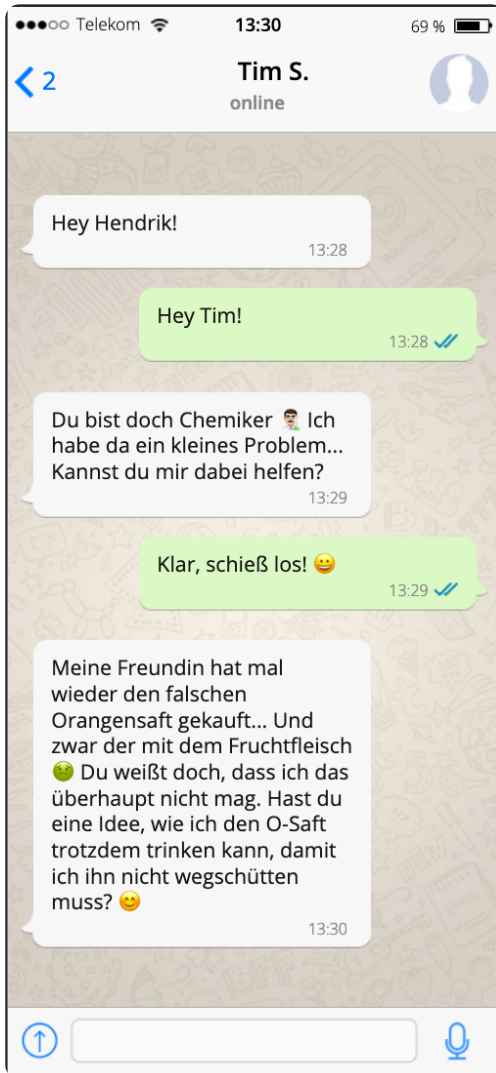 Telekom 13:30 69 %
2 Tim S.
online
Hey Hendrik!
13:28
Hey Tim!
13:28
Du bist doch Chemiker 👨🏻‍🔬 Ich
habe da ein kleines Problem...
Kannst du mir dabei helfen?
13:29
Klar, schieß los! 😀
13:29
Meine Freundin hat mal
wieder den falschen
Orangensaft gekauft... Und
zwar der mit dem Fruchtfleisch
🤢 Du weißt doch, dass ich das
überhaupt nicht mag. Hast du
eine Idee, wie ich den O-Saft
trotzdem trinken kann, damit
ich ihn nicht wegschütten
muss? 😊
13:30